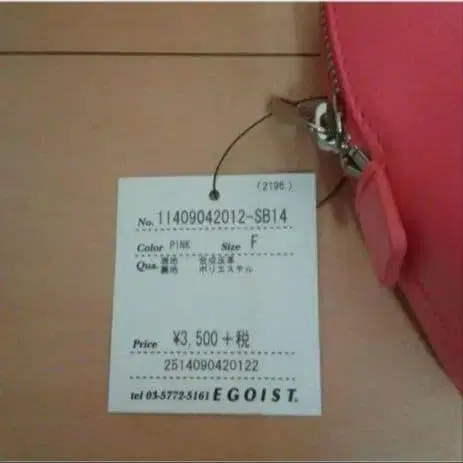 (2196)
No. 11409042012-SB14
Color PINK Size F
Qua. 表地 合成皮革
裏地 ポリエステル
Price ¥3,500+税
2514090420122
tel 03-5772-5161 EGOIST.